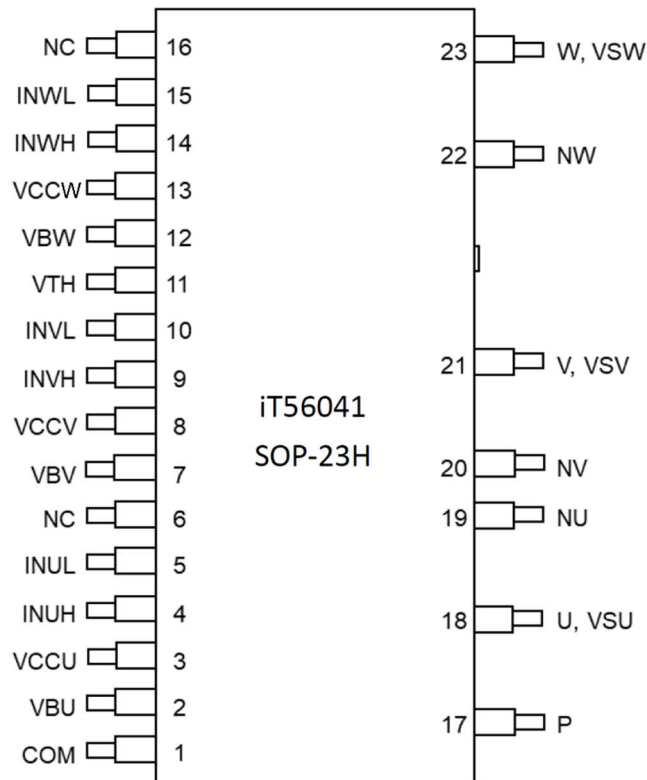 NC 16 23 W, VSW
INWL 15
INWH 14 22 NW
VCCW 13
VBW 12
VTH 11
INVL 10 21 V, VSV
INVH 9
iT56041
VCCV 8
SOP-23H
VBV 7 20 NV
NC 6 19 NU
INUL 5
INUH 4 18 U, VSU
VCCU 3
VBU 2 17 P
COM 1